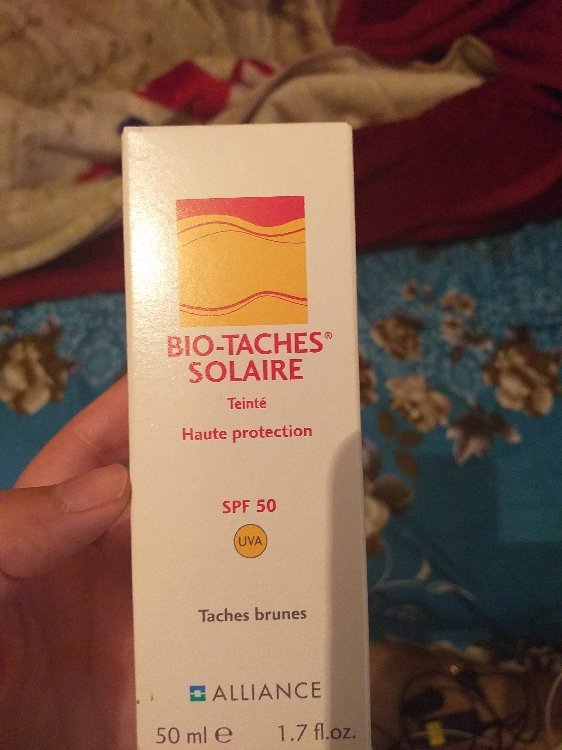 BIO-TACHES®
SOLAIRE
Teinté
Haute protection
SPF 50
UVA
Taches brunes
ALLIANCE
50 ml ℮ 1.7 fl.oz.